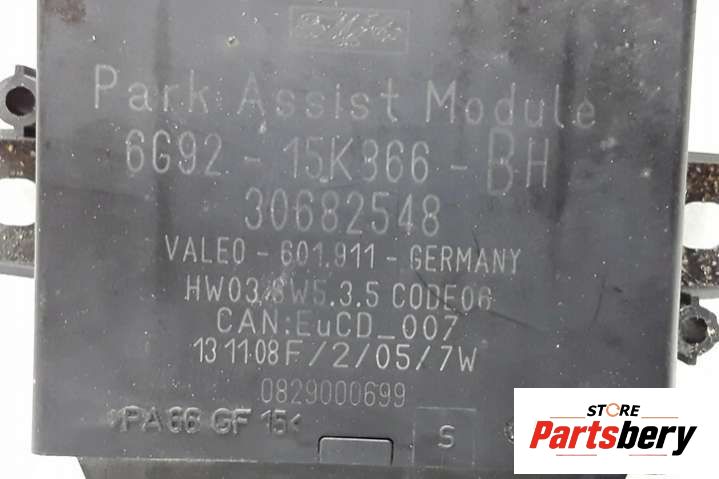 Park Assist Module
6G92 - 15K366 - BH
30682548
VALEO - 601.911 - GERMANY
HW03/SW5.3.5 CODE06
CAN:EuCD_007
13 11 08 F/2/05/7W
0829000699
>PA66 GF 15<
S
STORE
Partsbery